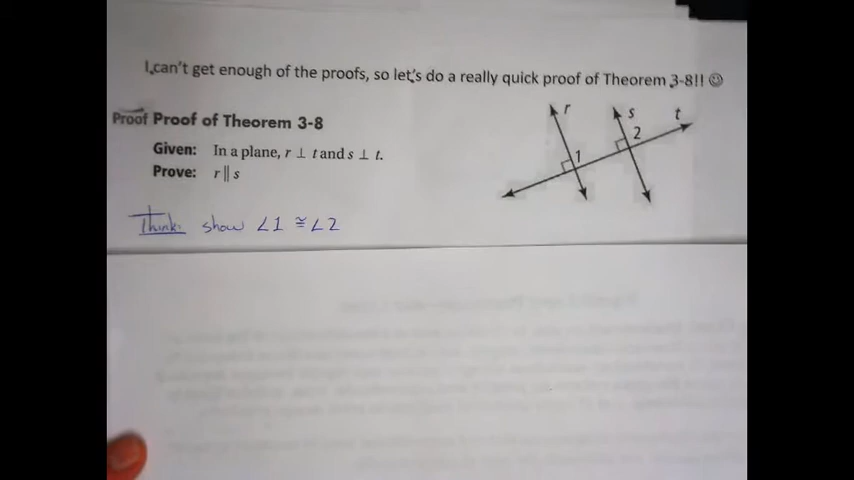 I can't get enough of the proofs, so let's do a really quick proof of Theorem 3-8!! ☺
Proof Proof of Theorem 3-8
Given: In a plane, r ⊥ t and s ⊥ t.
Prove: r || s
Think: show ∠1 ≅ ∠2
r
s
t
2
1